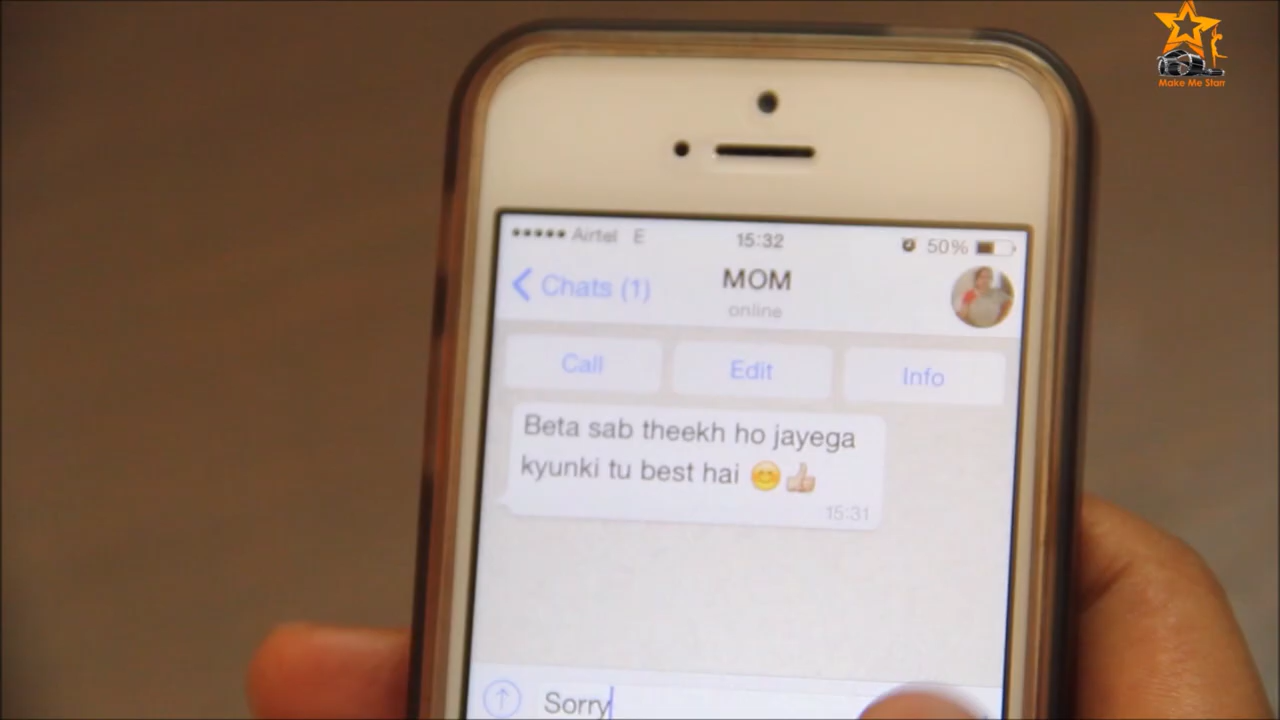 Make Me Starr
Airtel E 15:32 50%
Chats (1) MOM
online
Call Edit Info
Beta sab theekh ho jayega
kyunki tu best hai 😊👍
15:31
Sorry